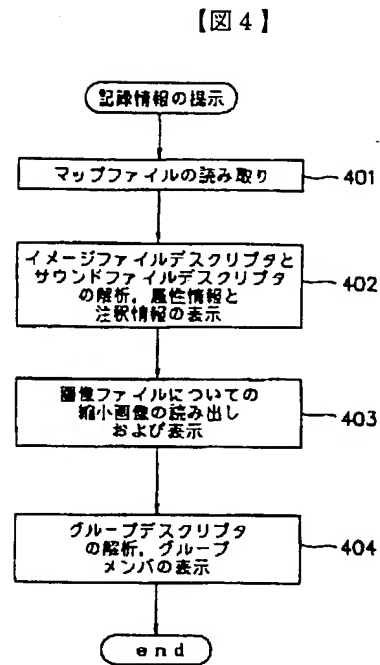 【図4】
記録情報の提示
マップファイルの読み取り
401
イメージファイルデスクリプタと
サウンドファイルデスクリプタ
の解析，属性情報と
注釈情報の表示
402
画像ファイルについての
縮小画像の読み出し
および表示
403
グループデスクリプタ
の解析，グループ
メンバの表示
404
end